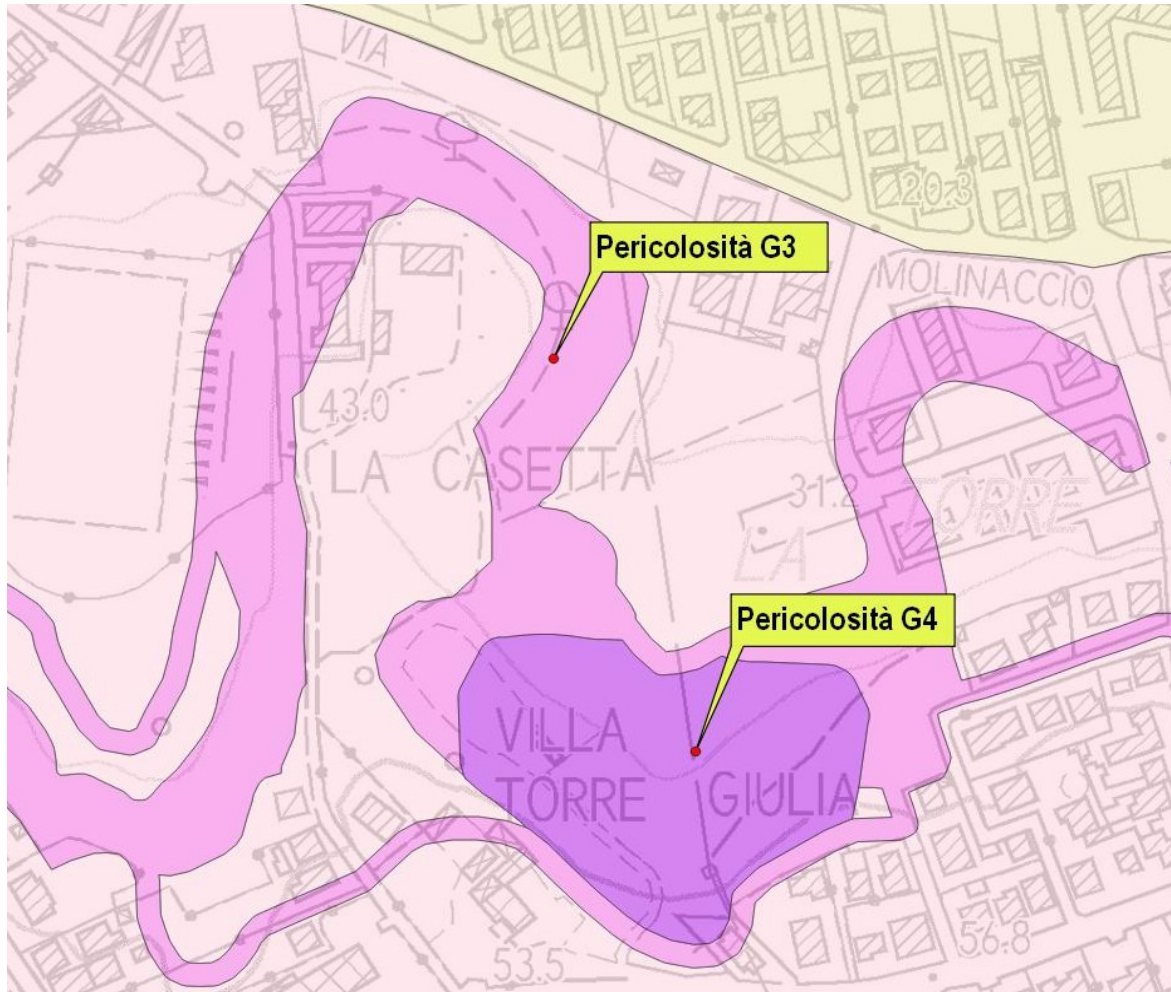 VIA
20.3
Pericolosità G3
MOLINACCIO
43.0
LA CASETTA
31.2
LA TORRE
Pericolosità G4
VILLA
TORRE GIULIA
56.8
53.5